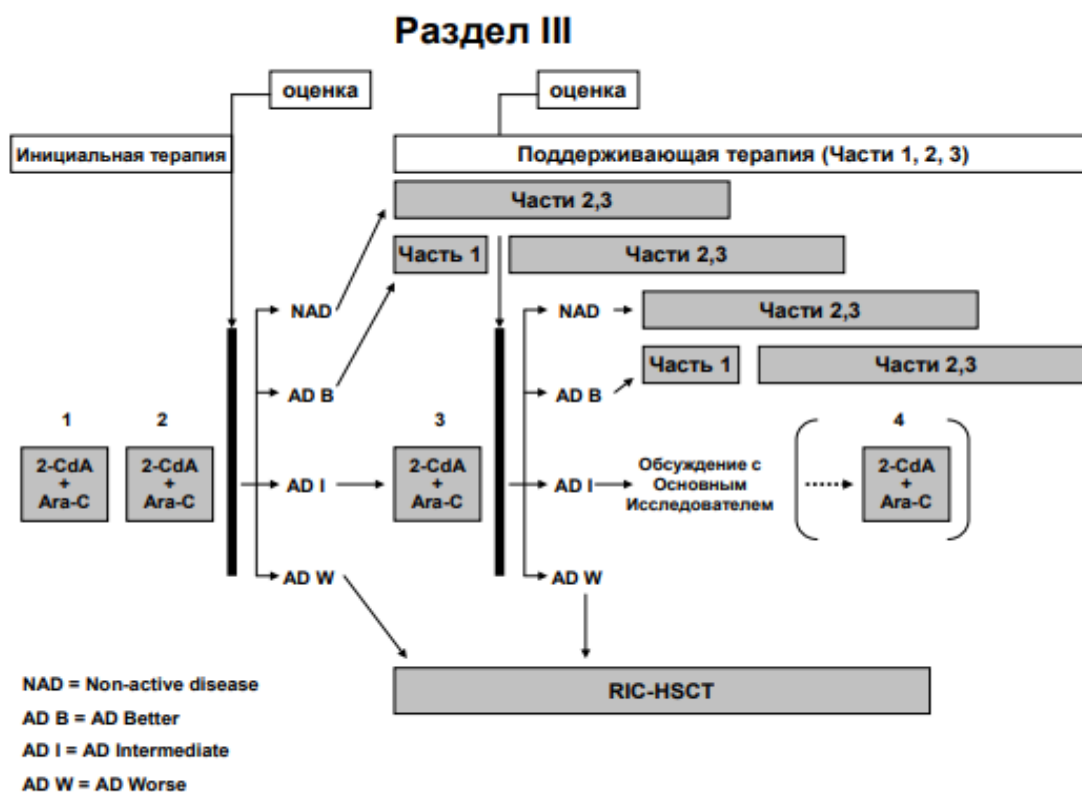 Раздел III
оценка
оценка
Инициальная терапия
Поддерживающая терапия (Части 1, 2, 3)
Части 2,3
Часть 1
Части 2,3
NAD
NAD
Части 2,3
Часть 1
Части 2,3
AD B
AD B
1
2
3
4
2-CdA
+
Ara-C
2-CdA
+
Ara-C
AD I
2-CdA
+
Ara-C
AD I
Обсуждение с
Основным
Исследователем
2-CdA
+
Ara-C
AD W
AD W
RIC-HSCT
NAD = Non-active disease
AD B = AD Better
AD I = AD Intermediate
AD W = AD Worse